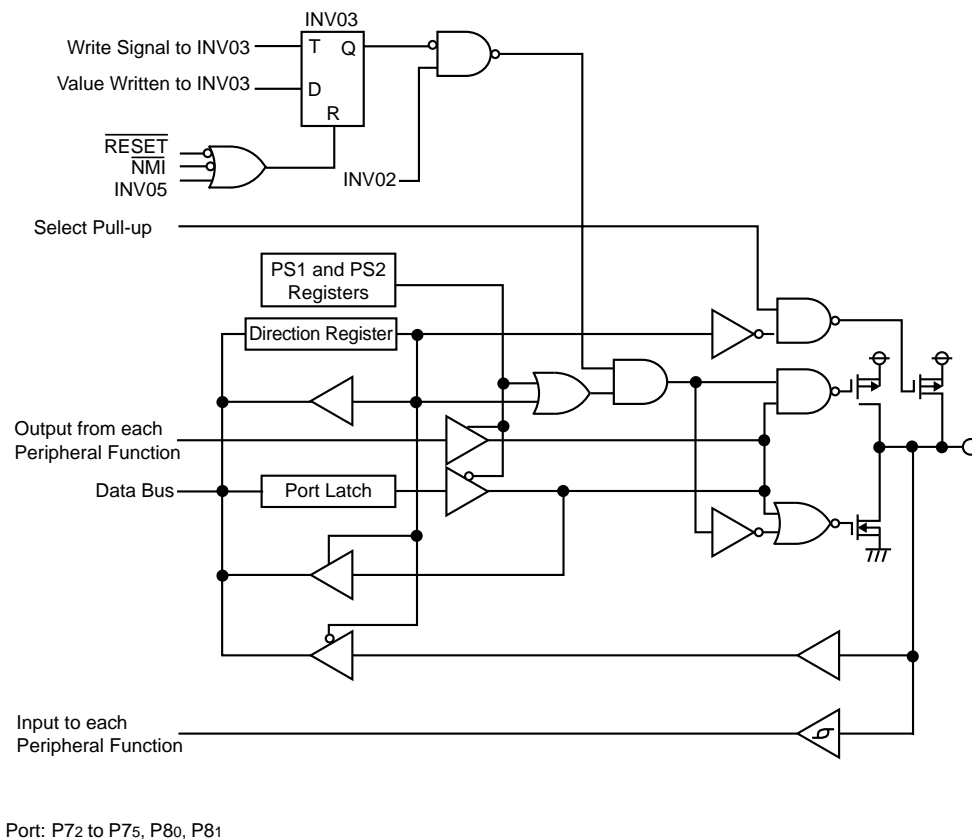 INV03
Write Signal to INV03
T
Q
Value Written to INV03
D
R
RESET
NMI
INV05
INV02
Select Pull-up
PS1 and PS2
Registers
Direction Register
Output from each
Peripheral Function
Data Bus
Port Latch
Input to each
Peripheral Function
Port: P72 to P75, P80, P81